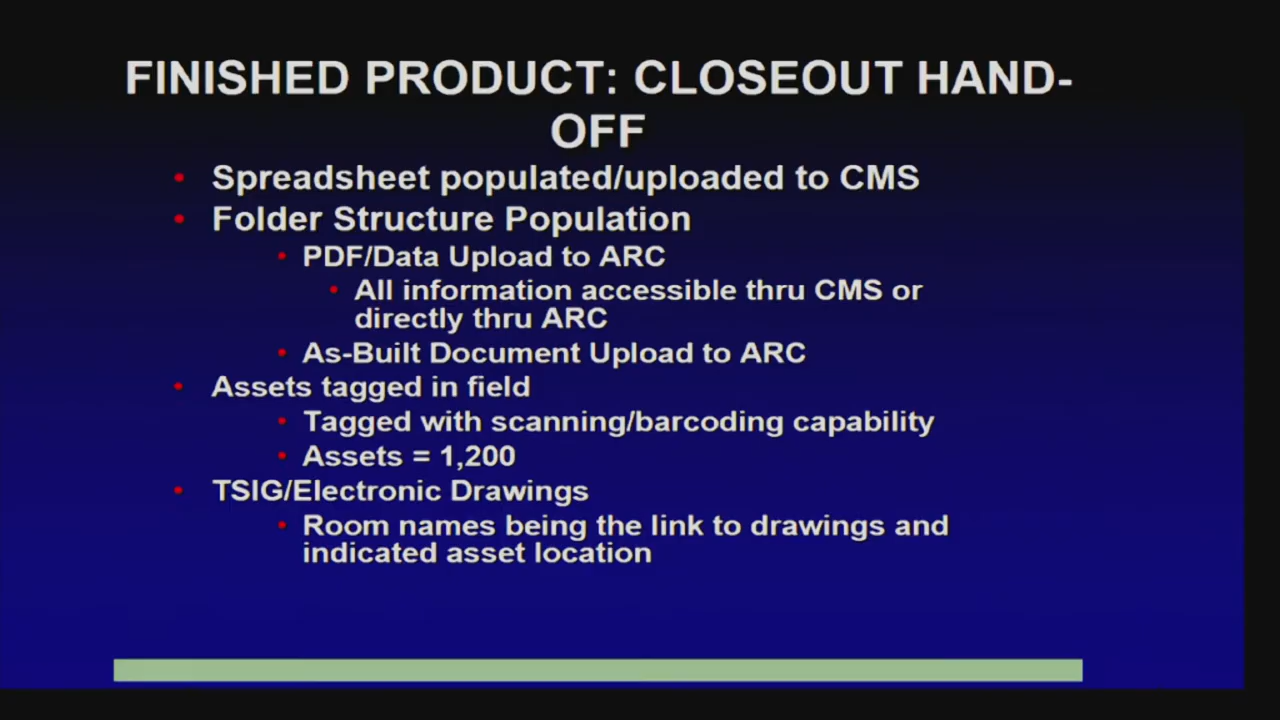 FINISHED PRODUCT: CLOSEOUT HAND-
OFF
• Spreadsheet populated/uploaded to CMS
• Folder Structure Population
• PDF/Data Upload to ARC
• All information accessible thru CMS or
directly thru ARC
• As-Built Document Upload to ARC
• Assets tagged in field
• Tagged with scanning/barcoding capability
• Assets = 1,200
• TSIG/Electronic Drawings
• Room names being the link to drawings and
indicated asset location